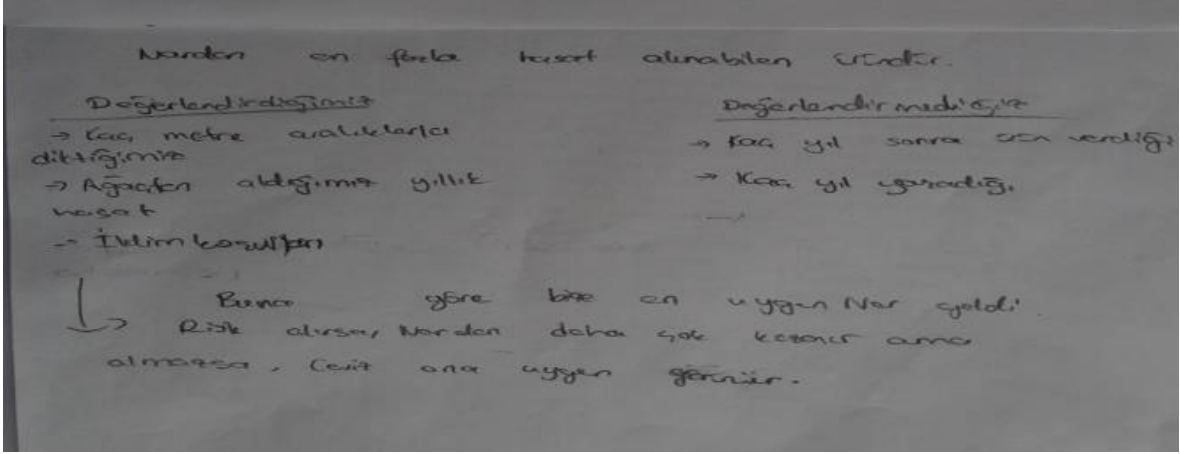 Nardan en fazla hasat alınabilen üründür.
Değerlendirdiğimiz
→ Kaç metre aralıklarla
diktiğimiz
→ Ağaçtan aldığımız yıllık
hasat
→ İklim koşulları
Değerlendirmediğimiz
→ Kaç yıl sonra ürün verdiği
→ Kaç yıl yaşadığı
Buna göre bize en uygun Nar geldi
→ Risk alırsa, Nardan daha çok kazanır ama
almazsa, Ceviz ona uygun görünür.